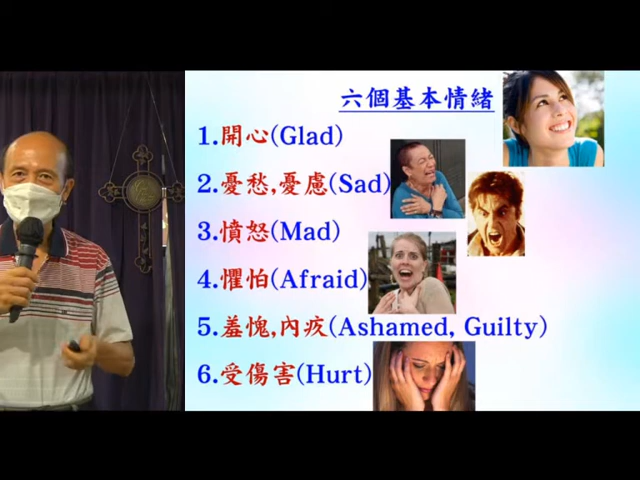 六個基本情緒
1.開心(Glad)
2.憂愁,憂慮(Sad)
3.憤怒(Mad)
4.懼怕(Afraid)
5.羞愧,內疚(Ashamed, Guilty)
6.受傷害(Hurt)